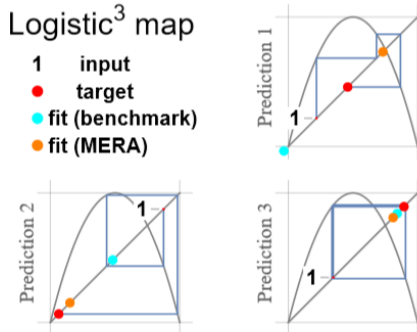 Logistic³ map
1 input
target
fit (benchmark)
fit (MERA)
Prediction 1
1
Prediction 2
1
Prediction 3
1